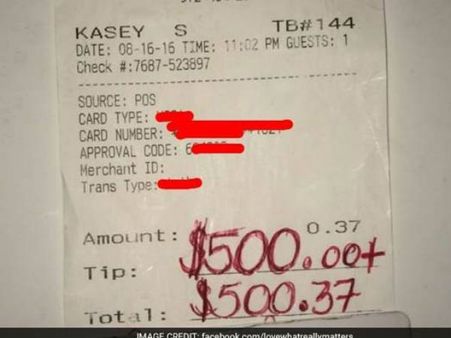 KASEY S TB#144
DATE: 08-16-16 TIME: 11:02 PM GUESTS: 1
Check #:7687-523897
SOURCE: POS
CARD TYPE:
CARD NUMBER:
APPROVAL CODE:
Merchant ID:
Trans Type:
Amount: 0.37
Tip: $500.00+
Total: $500.37
IMAGE CREDIT: facebook.com/lovewhatreallymatters